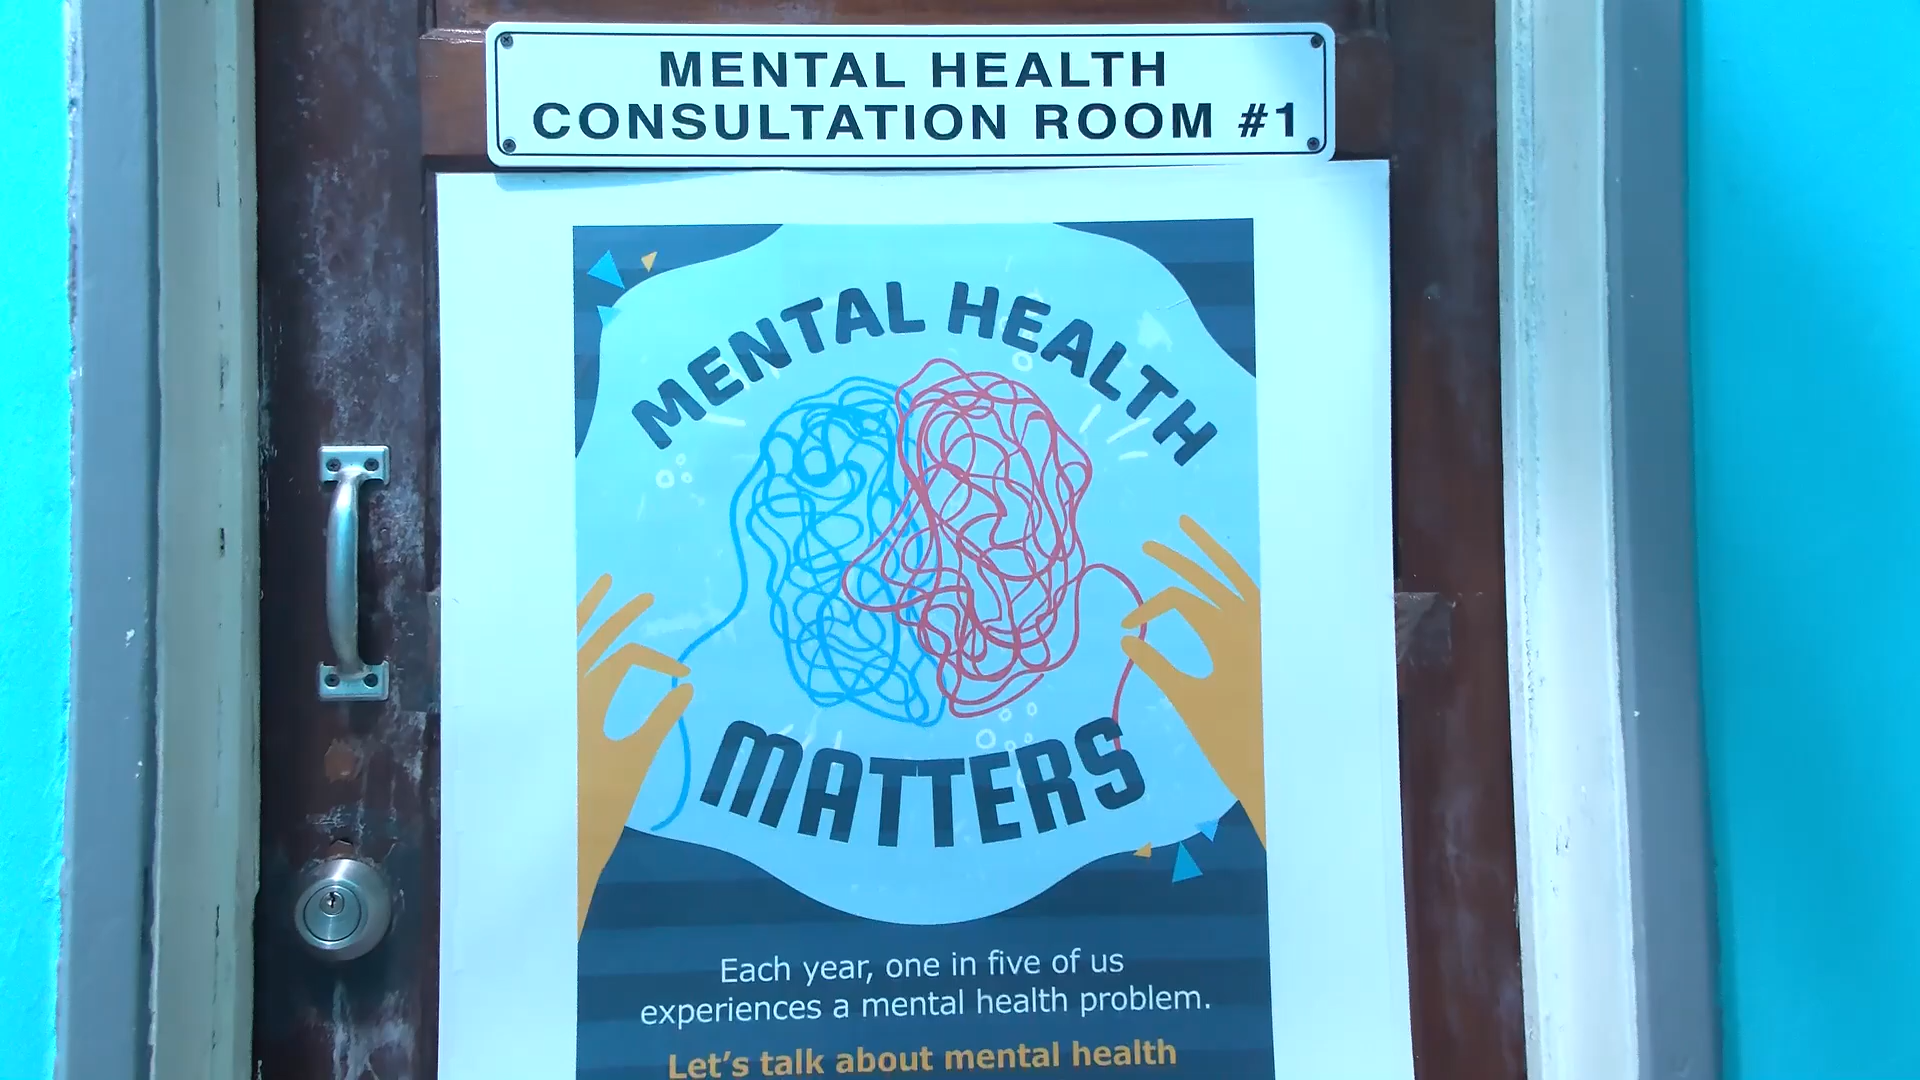 MENTAL HEALTH
CONSULTATION ROOM #1
MENTAL HEALTH
MATTERS
Each year, one in five of us
experiences a mental health problem.
Let's talk about mental health